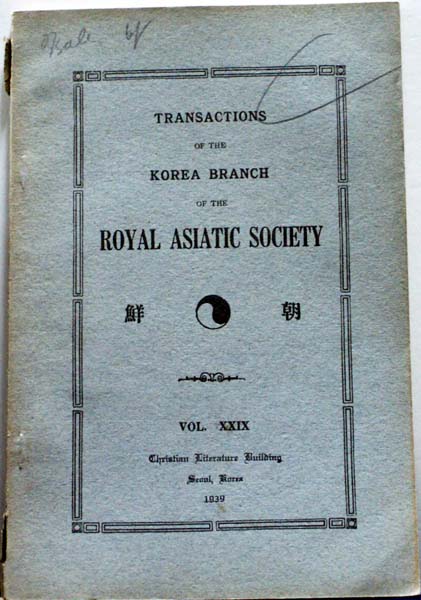 TRANSACTIONS
OF THE
KOREA BRANCH
OF THE
ROYAL ASIATIC SOCIETY
鮮 朝
VOL. XXIX
Christian Literature Building
Seoul, Korea
1939